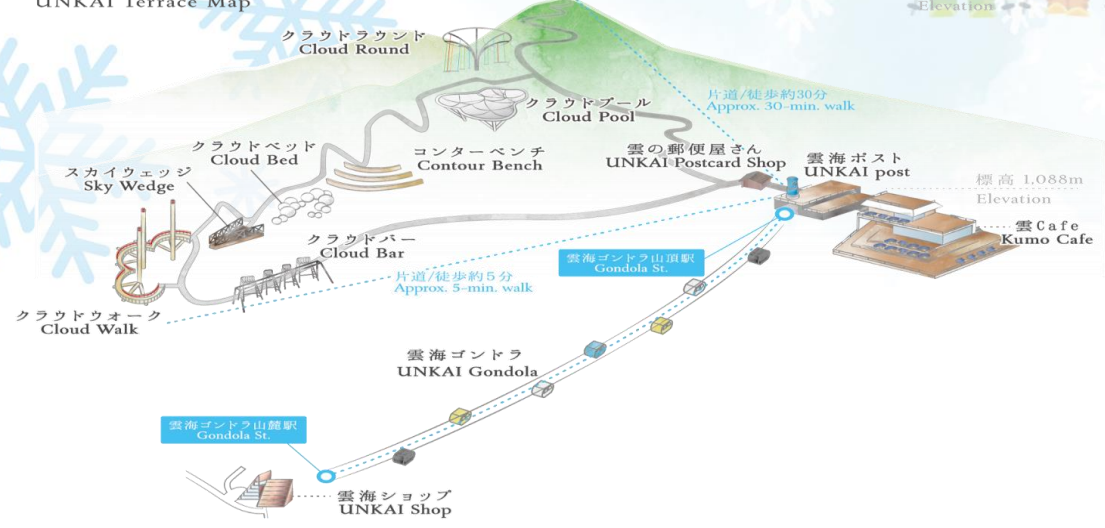 UNKAI Terrace Map
Elevation
クラウドラウンド
Cloud Round
片道/徒歩約30分
Approx. 30-min. walk
クラウドプール
Cloud Pool
クラウドベッド
Cloud Bed
コンターベンチ
Contour Bench
雲の郵便屋さん
UNKAI Postcard Shop
雲海ポスト
UNKAI post
スカイウェッジ
Sky Wedge
標高 1,088m
Elevation
雲Cafe
Kumo Cafe
クラウドバー
Cloud Bar
雲海ゴンドラ山頂駅
Gondola St.
片道/徒歩約5分
Approx. 5-min. walk
クラウドウォーク
Cloud Walk
雲海ゴンドラ
UNKAI Gondola
雲海ゴンドラ山麓駅
Gondola St.
雲海ショップ
UNKAI Shop